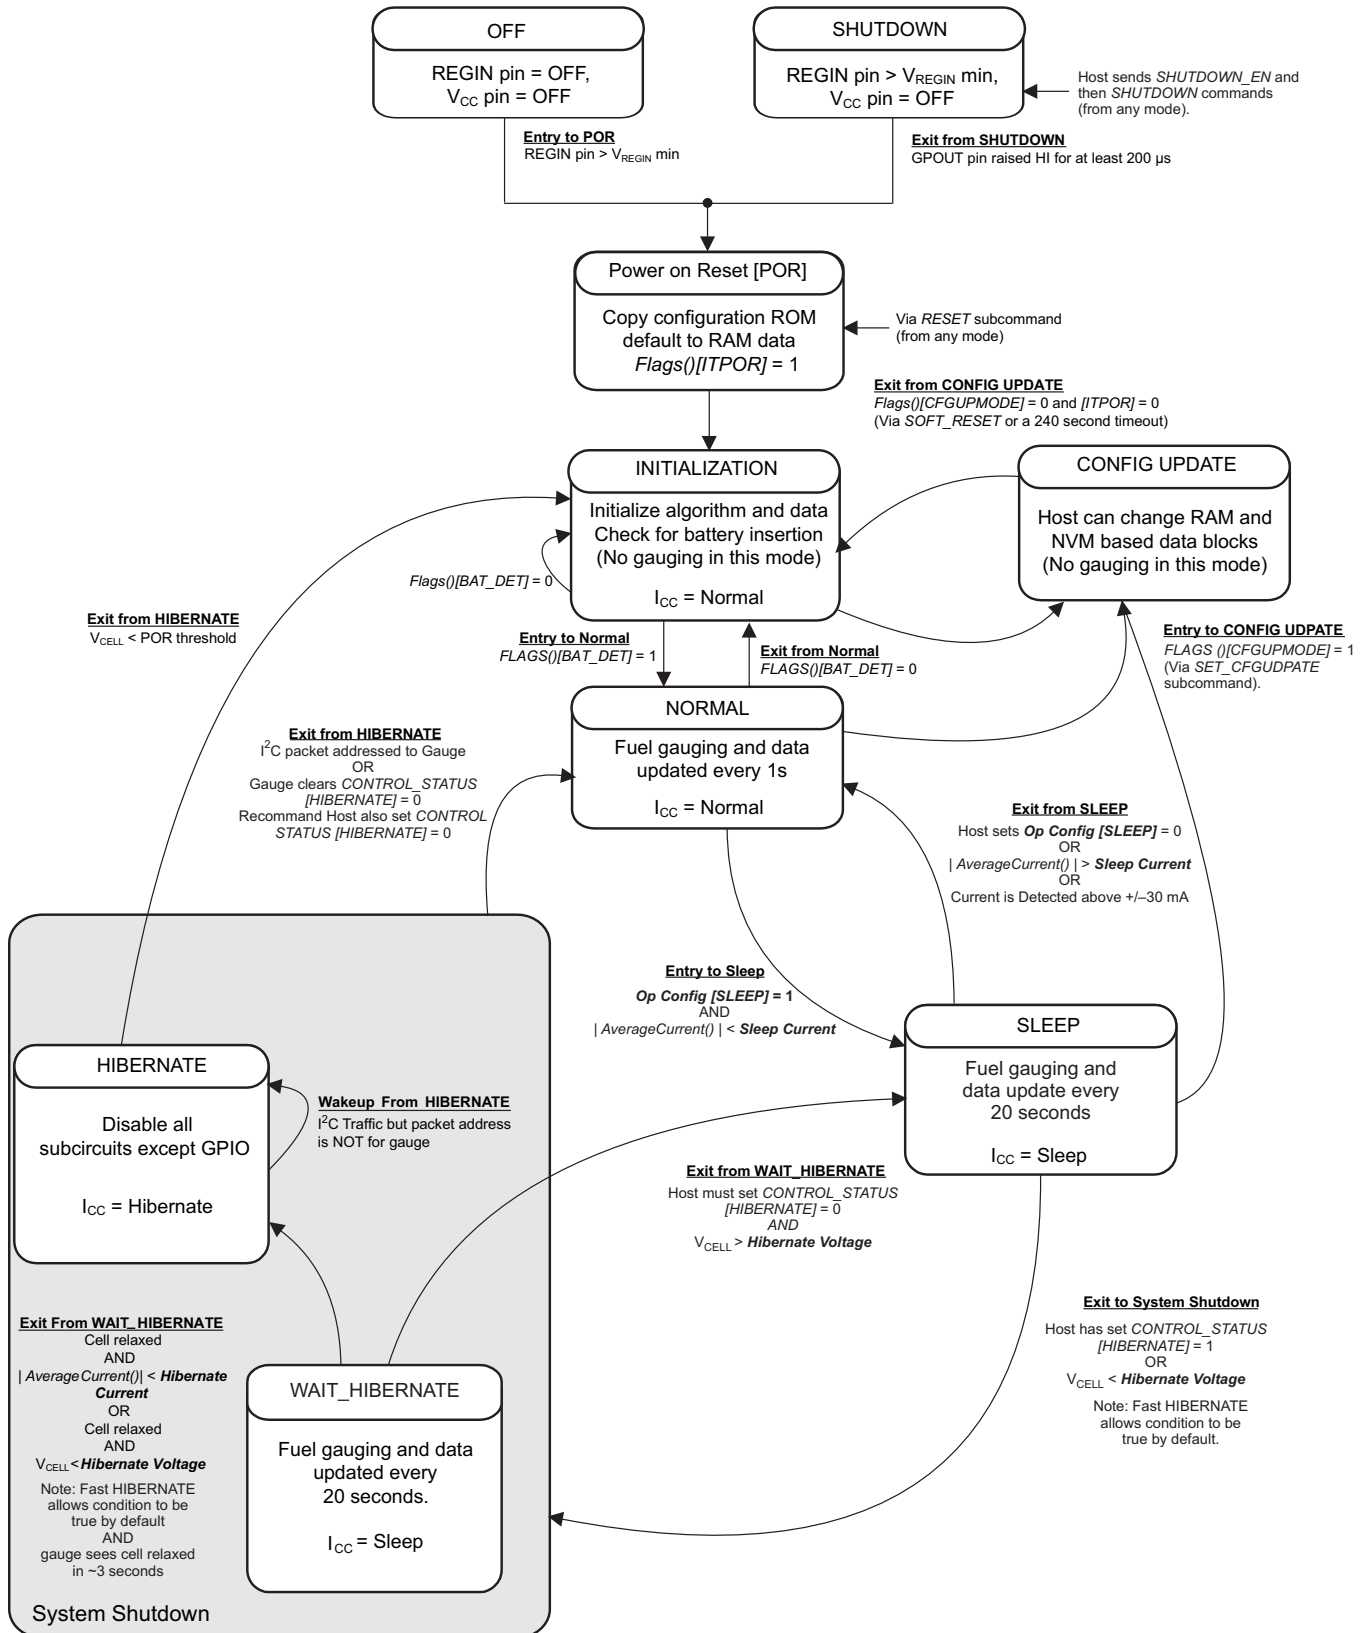 OFF
REGIN pin = OFF,
VCC pin = OFF
SHUTDOWN
REGIN pin > VREGIN min,
VCC pin = OFF
Host sends SHUTDOWN_EN and
then SHUTDOWN commands
(from any mode).
Entry to POR
REGIN pin > VREGIN min
Exit from SHUTDOWN
GPOUT pin raised HI for at least 200 µs
Power on Reset [POR]
Copy configuration ROM
default to RAM data
Flags()[ITPOR] = 1
Via RESET subcommand
(from any mode)
Exit from CONFIG UPDATE
Flags()[CFGUPMODE] = 0 and [ITPOR] = 0
(Via SOFT_RESET or a 240 second timeout)
INITIALIZATION
Initialize algorithm and data
Check for battery insertion
(No gauging in this mode)
ICC = Normal
CONFIG UPDATE
Host can change RAM and
NVM based data blocks
(No gauging in this mode)
Flags()[BAT_DET] = 0
Exit from HIBERNATE
VCELL < POR threshold
Entry to Normal
FLAGS()[BAT_DET] = 1
Exit from Normal
FLAGS()[BAT_DET] = 0
Entry to CONFIG UDPATE
FLAGS ()[CFGUPMODE] = 1
(Via SET_CFGUDPATE
subcommand).
NORMAL
Fuel gauging and data
updated every 1s
ICC = Normal
Exit from HIBERNATE
I2C packet addressed to Gauge
OR
Gauge clears CONTROL_STATUS
[HIBERNATE] = 0
Recommand Host also set CONTROL
STATUS [HIBERNATE] = 0
Exit from SLEEP
Host sets Op Config [SLEEP] = 0
OR
| AverageCurrent() | > Sleep Current
OR
Current is Detected above +/–30 mA
Entry to Sleep
Op Config [SLEEP] = 1
AND
| AverageCurrent() | < Sleep Current
SLEEP
Fuel gauging and
data update every
20 seconds
ICC = Sleep
HIBERNATE
Disable all
subcircuits except GPIO
ICC = Hibernate
Wakeup From HIBERNATE
I2C Traffic but packet address
is NOT for gauge
Exit from WAIT_HIBERNATE
Host must set CONTROL_STATUS
[HIBERNATE] = 0
AND
VCELL > Hibernate Voltage
Exit to System Shutdown
Host has set CONTROL_STATUS
[HIBERNATE] = 1
OR
VCELL < Hibernate Voltage
Note: Fast HIBERNATE
allows condition to be
true by default.
Exit From WAIT_HIBERNATE
Cell relaxed
AND
| AverageCurrent()| < Hibernate
Current
OR
Cell relaxed
AND
VCELL < Hibernate Voltage
Note: Fast HIBERNATE
allows condition to be
true by default
AND
gauge sees cell relaxed
in ~3 seconds
WAIT_HIBERNATE
Fuel gauging and data
updated every
20 seconds.
ICC = Sleep
System Shutdown